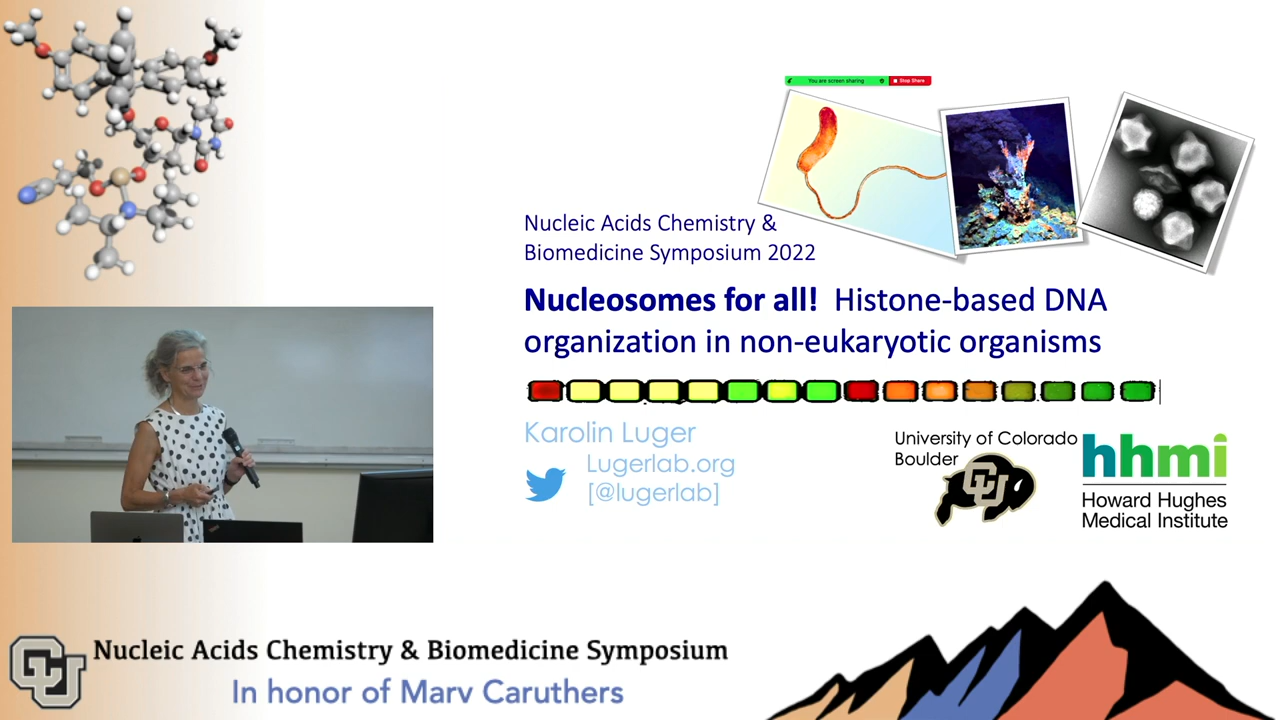 You are screen sharing
Stop Share
Nucleic Acids Chemistry &
Biomedicine Symposium 2022
Nucleosomes for all! Histone-based DNA
organization in non-eukaryotic organisms
Karolin Luger
Lugerlab.org
[@lugerlab]
University of Colorado
Boulder
CU
hhmi
Howard Hughes
Medical Institute
CU
Nucleic Acids Chemistry & Biomedicine Symposium
In honor of Marv Caruthers